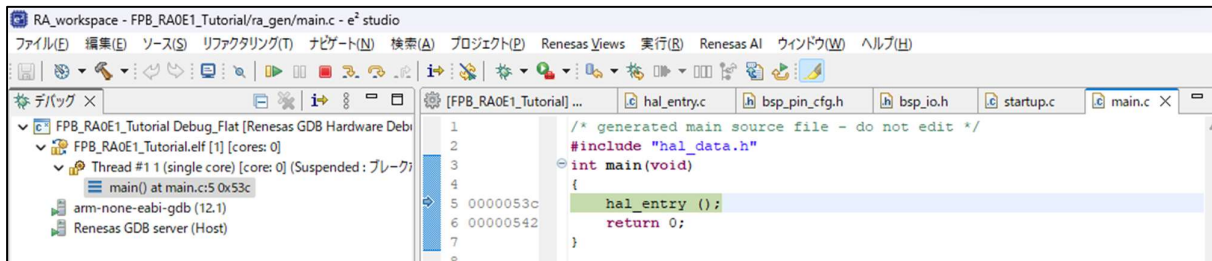 RA_workspace - FPB_RA0E1_Tutorial/ra_gen/main.c - e² studio
ファイル(F) 編集(E) ソース(S) リファクタリング(T) ナビゲート(N) 検索(A) プロジェクト(P) Renesas Views 実行(R) Renesas AI ウィンドウ(W) ヘルプ(H)
デバッグ
FPB_RA0E1_Tutorial Debug_Flat [Renesas GDB Hardware Debu
FPB_RA0E1_Tutorial.elf [1] [cores: 0]
Thread #1 1 (single core) [core: 0] (Suspended : ブレークポ
main() at main.c:5 0x53c
arm-none-eabi-gdb (12.1)
Renesas GDB server (Host)
[FPB_RA0E1_Tutorial] ... hal_entry.c bsp_pin_cfg.h bsp_io.h startup.c main.c
1 /* generated main source file - do not edit */
2 #include "hal_data.h"
3 int main(void)
4 {
5 0000053c hal_entry ();
6 00000542 return 0;
7 }
8